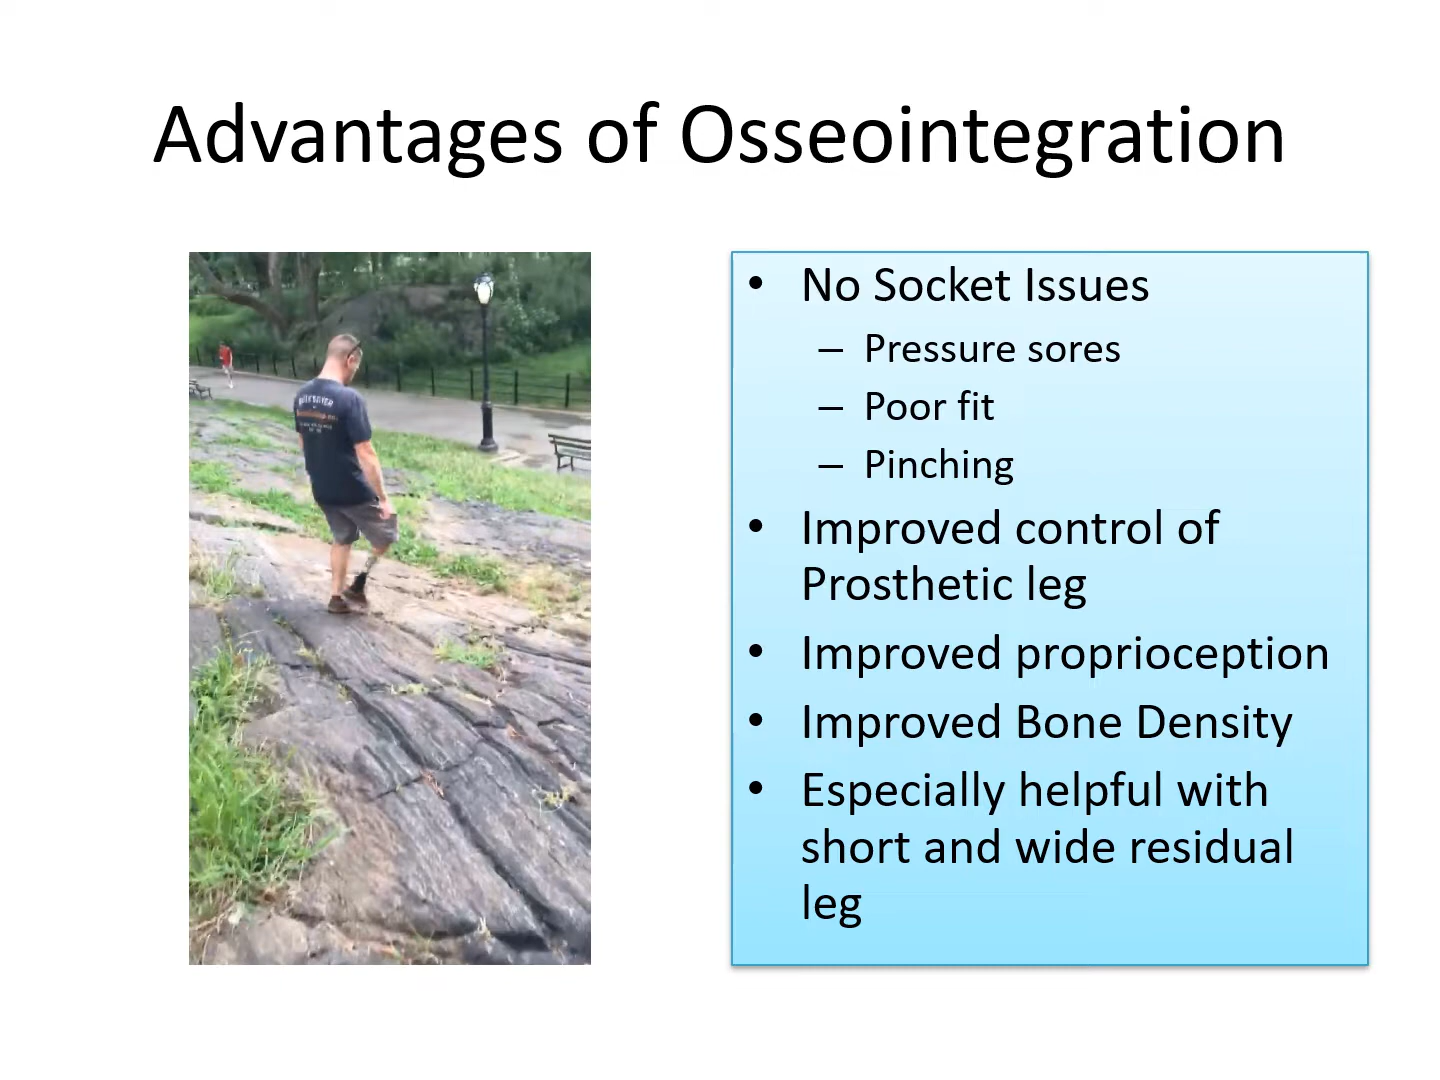 Advantages of Osseointegration
• No Socket Issues
– Pressure sores
– Poor fit
– Pinching
• Improved control of
Prosthetic leg
• Improved proprioception
• Improved Bone Density
• Especially helpful with
short and wide residual
leg